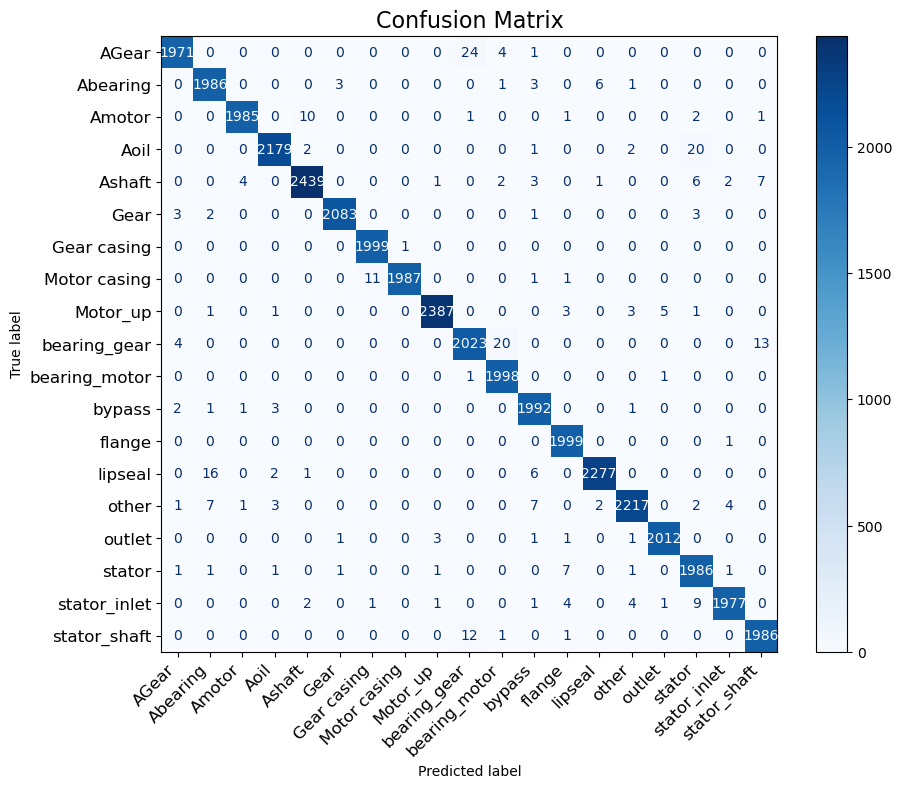 Confusion Matrix
AGear 1971 0 0 0 0 0 0 0 0 24 4 1 0 0 0 0 0 0 0
Abearing 0 1986 0 0 0 3 0 0 0 0 1 3 0 6 1 0 0 0 0
Amotor 0 0 1985 0 10 0 0 0 0 1 0 0 1 0 0 0 2 0 1
Aoil 0 0 0 2179 2 0 0 0 0 0 0 1 0 0 2 0 20 0 0
Ashaft 0 0 4 0 2439 0 0 0 1 0 2 3 0 1 0 0 6 2 7
Gear 3 2 0 0 0 2083 0 0 0 0 0 1 0 0 0 0 3 0 0
Gear casing 0 0 0 0 0 0 1999 1 0 0 0 0 0 0 0 0 0 0 0
Motor casing 0 0 0 0 0 0 11 1987 0 0 0 1 1 0 0 0 0 0 0
Motor_up 0 1 0 1 0 0 0 0 2387 0 0 0 3 0 3 5 1 0 0
bearing_gear 4 0 0 0 0 0 0 0 0 2023 20 0 0 0 0 0 0 0 13
bearing_motor 0 0 0 0 0 0 0 0 0 1 1998 0 0 0 0 1 0 0 0
bypass 2 1 1 3 0 0 0 0 0 0 0 1992 0 0 1 0 0 0 0
flange 0 0 0 0 0 0 0 0 0 0 0 0 1999 0 0 0 0 1 0
lipseal 0 16 0 2 1 0 0 0 0 0 0 6 0 2277 0 0 0 0 0
other 1 7 1 3 0 0 0 0 0 0 0 7 0 2 2217 0 2 4 0
outlet 0 0 0 0 0 1 0 0 3 0 0 1 1 0 1 2012 0 0 0
stator 1 1 0 1 0 1 0 0 1 0 0 0 7 0 1 0 1986 1 0
stator_inlet 0 0 0 0 2 0 1 0 1 0 0 1 4 0 4 1 9 1977 0
stator_shaft 0 0 0 0 0 0 0 0 0 12 1 0 1 0 0 0 0 0 1986
AGear Abearing Amotor Aoil Ashaft Gear Gear casing Motor casing Motor_up bearing_gear bearing_motor bypass flange lipseal other outlet stator stator_inlet stator_shaft
Predicted label
True label
2000
1500
1000
500
0